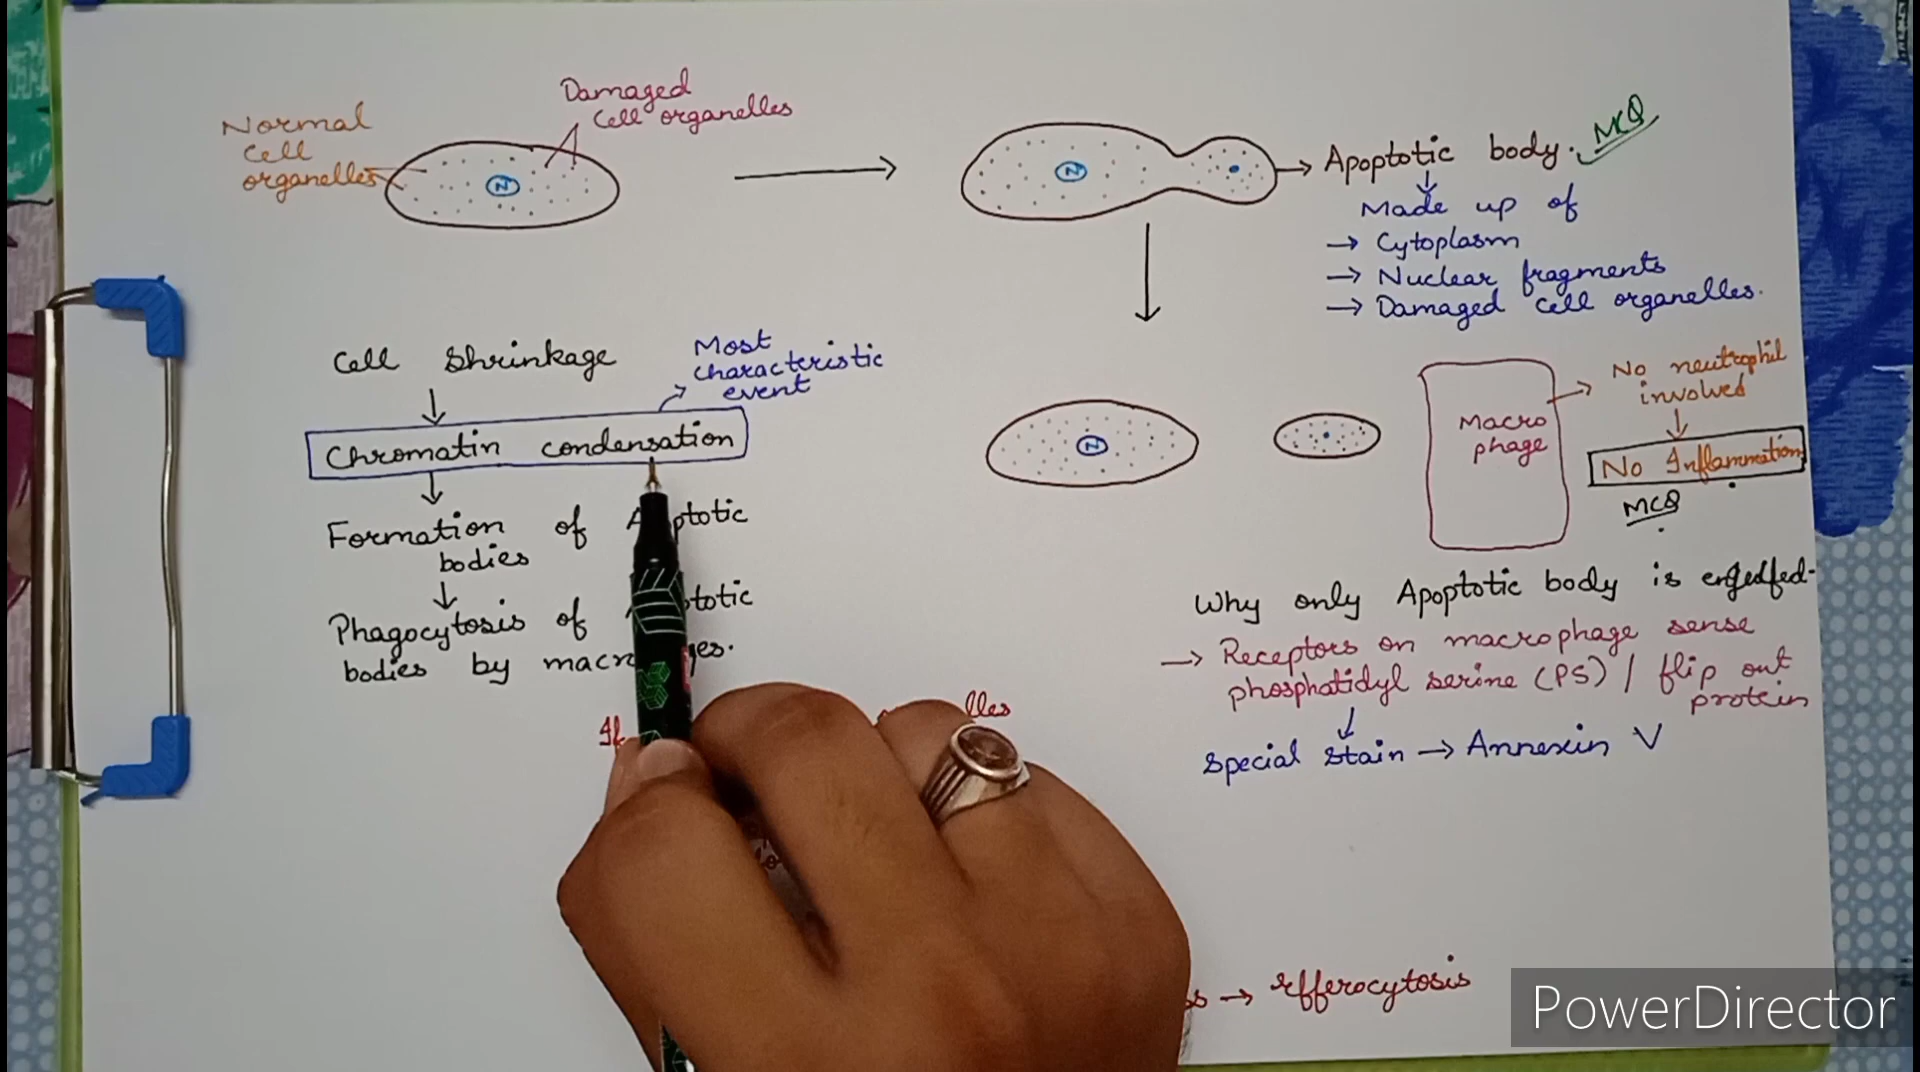 Normal
cell
organelles
Damaged
cell organelles
N
N
Apoptotic body.
MCQ
Made up of
→ Cytoplasm
→ Nuclear fragments
→ Damaged cell organelles.
Cell shrinkage
Most
characteristic
event
Chromatin condensation
Formation of
bodies
Phagocytosis of
bodies by
N
Macro
phage
No neutrophil
involved
No Inflammation
MCQ
Why only Apoptotic body is
→ Receptors on macrophage sense
phosphatidyl serine (PS) / flip out
protein
Special stain → Annexin V
If
→ Efferocytosis
PowerDirector